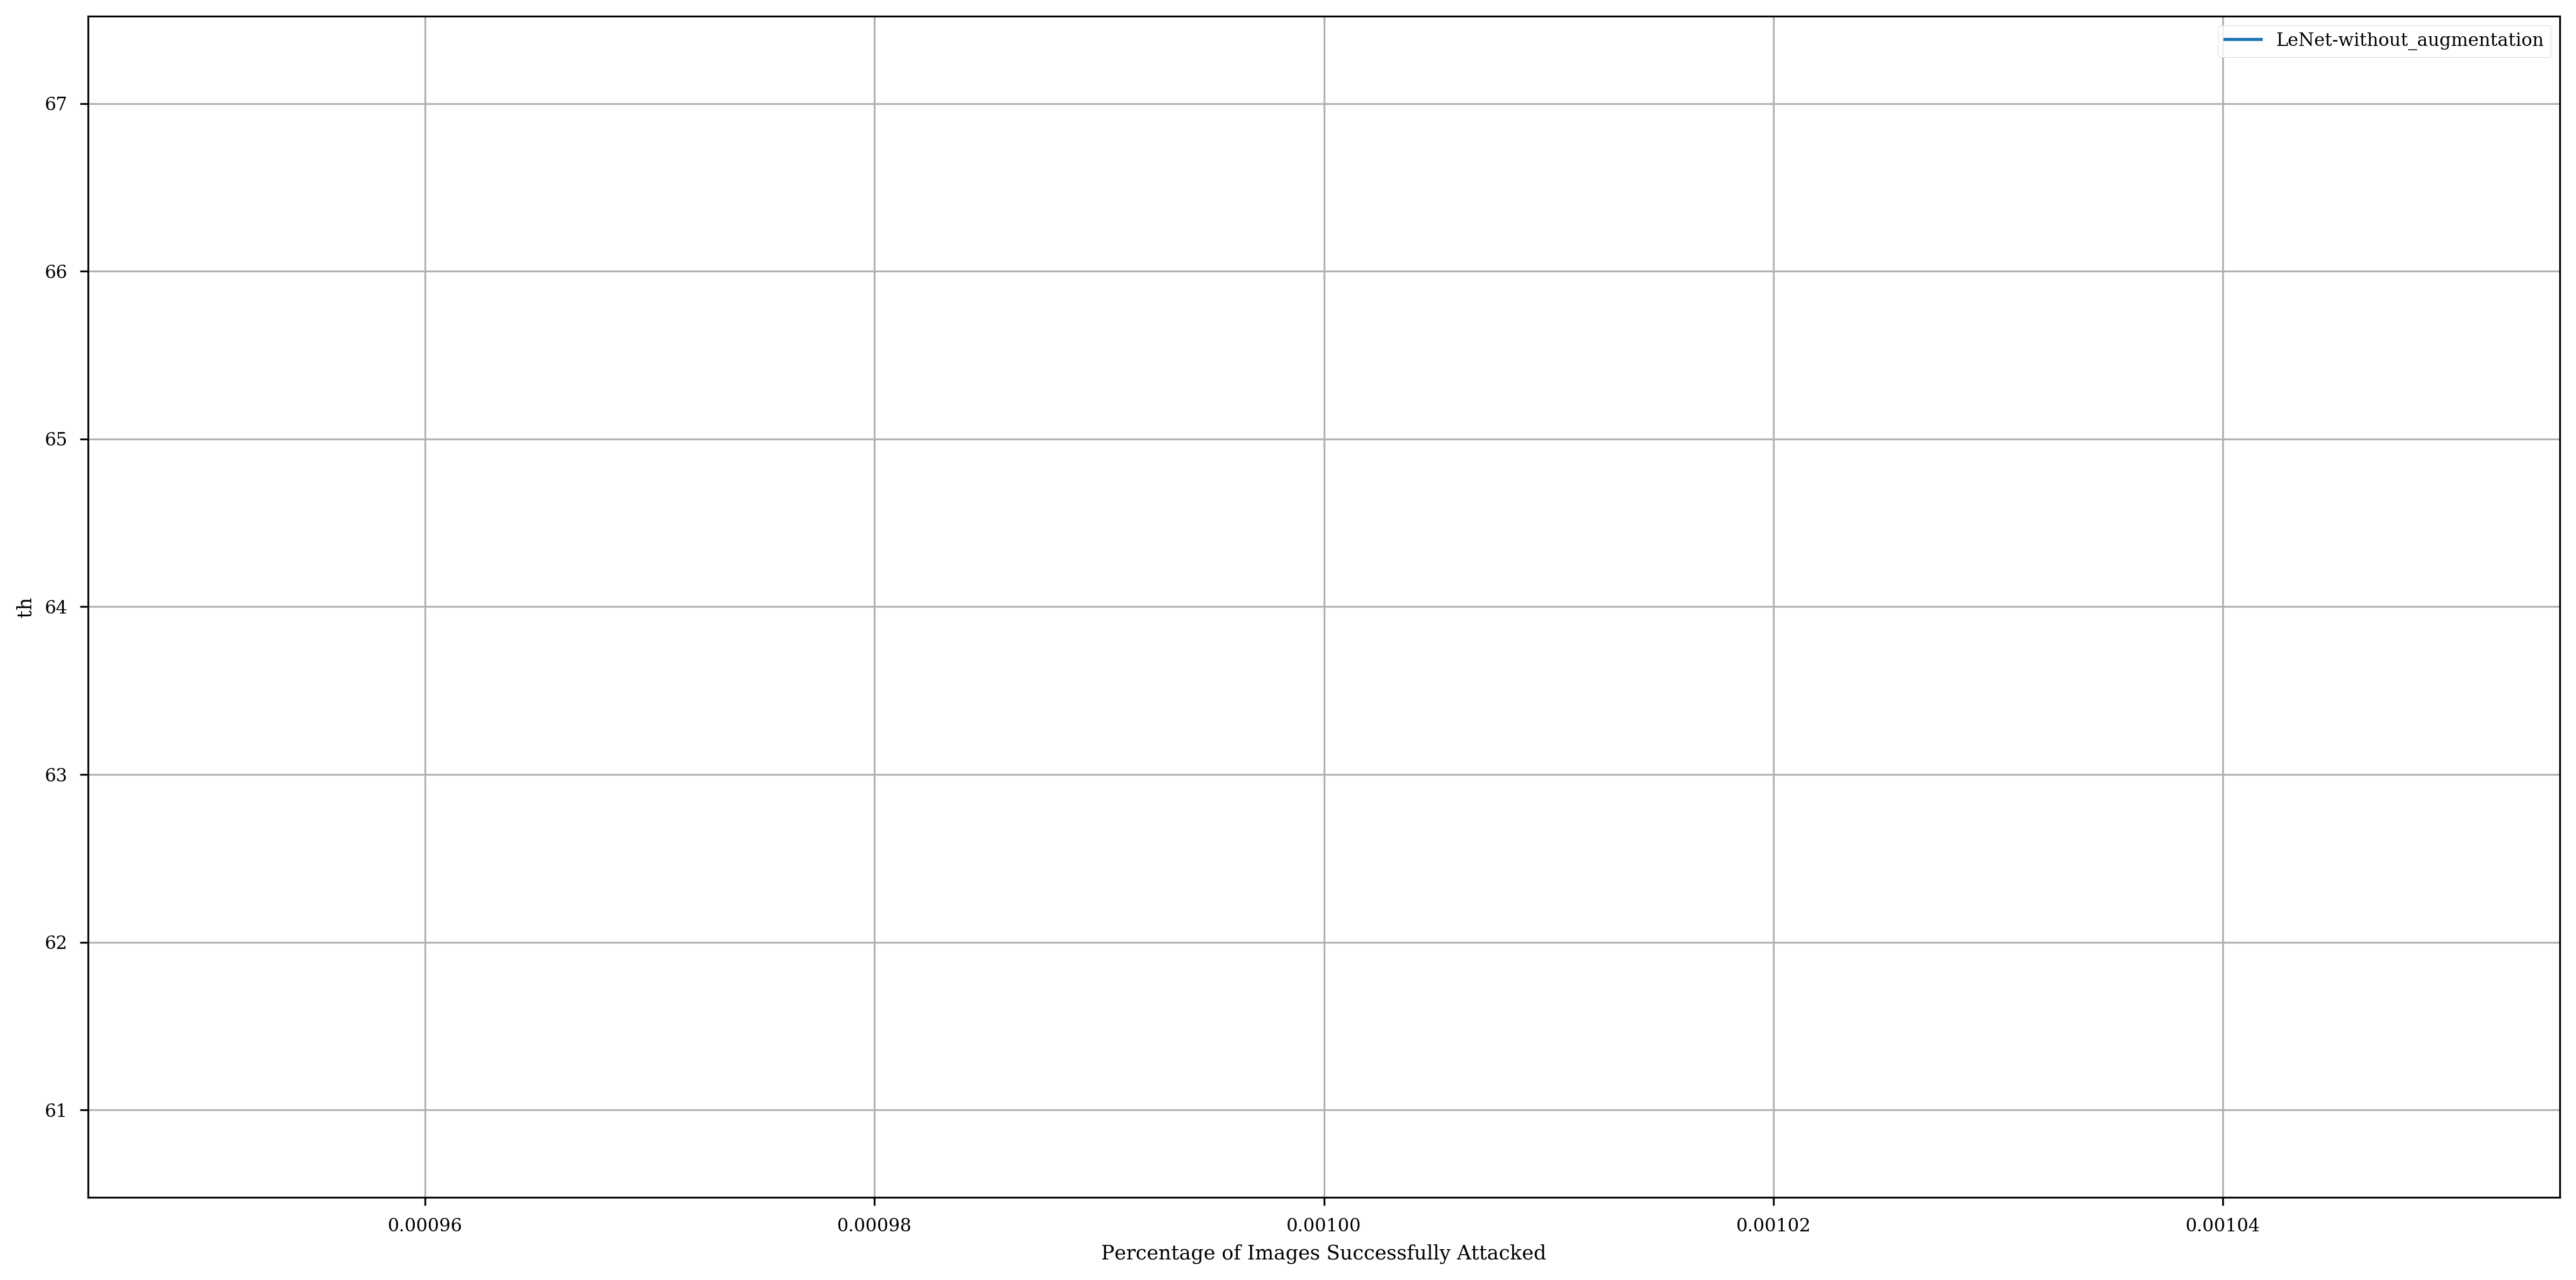 LeNet-without_augmentation
67
66
65
64
63
62
61
th
0.00096 0.00098 0.00100 0.00102 0.00104
Percentage of Images Successfully Attacked